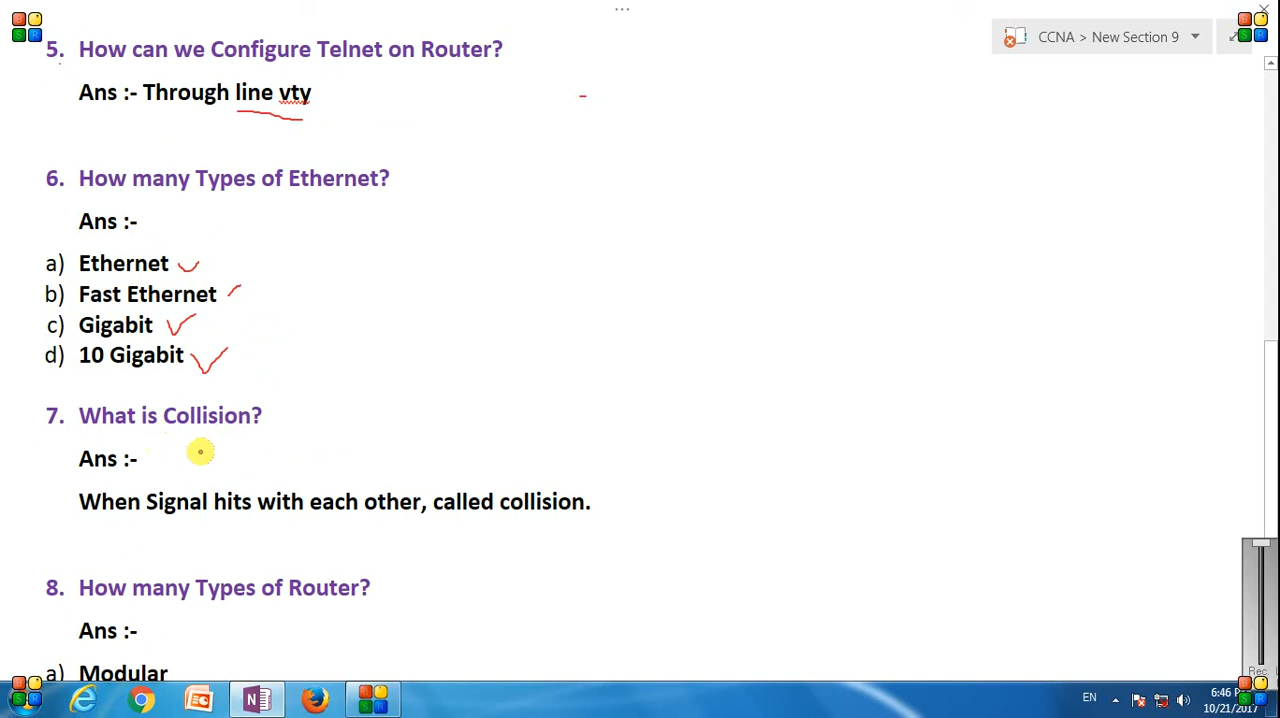 CCNA > New Section 9
5. How can we Configure Telnet on Router?
Ans :- Through line vty
6. How many Types of Ethernet?
Ans :-
a) Ethernet
b) Fast Ethernet
c) Gigabit
d) 10 Gigabit
7. What is Collision?
Ans :-
When Signal hits with each other, called collision.
8. How many Types of Router?
Ans :-
a) Modular
Rec.
EN
6:46 P
10/21/2017
B
S R
B
S R
B
S R
B
S R